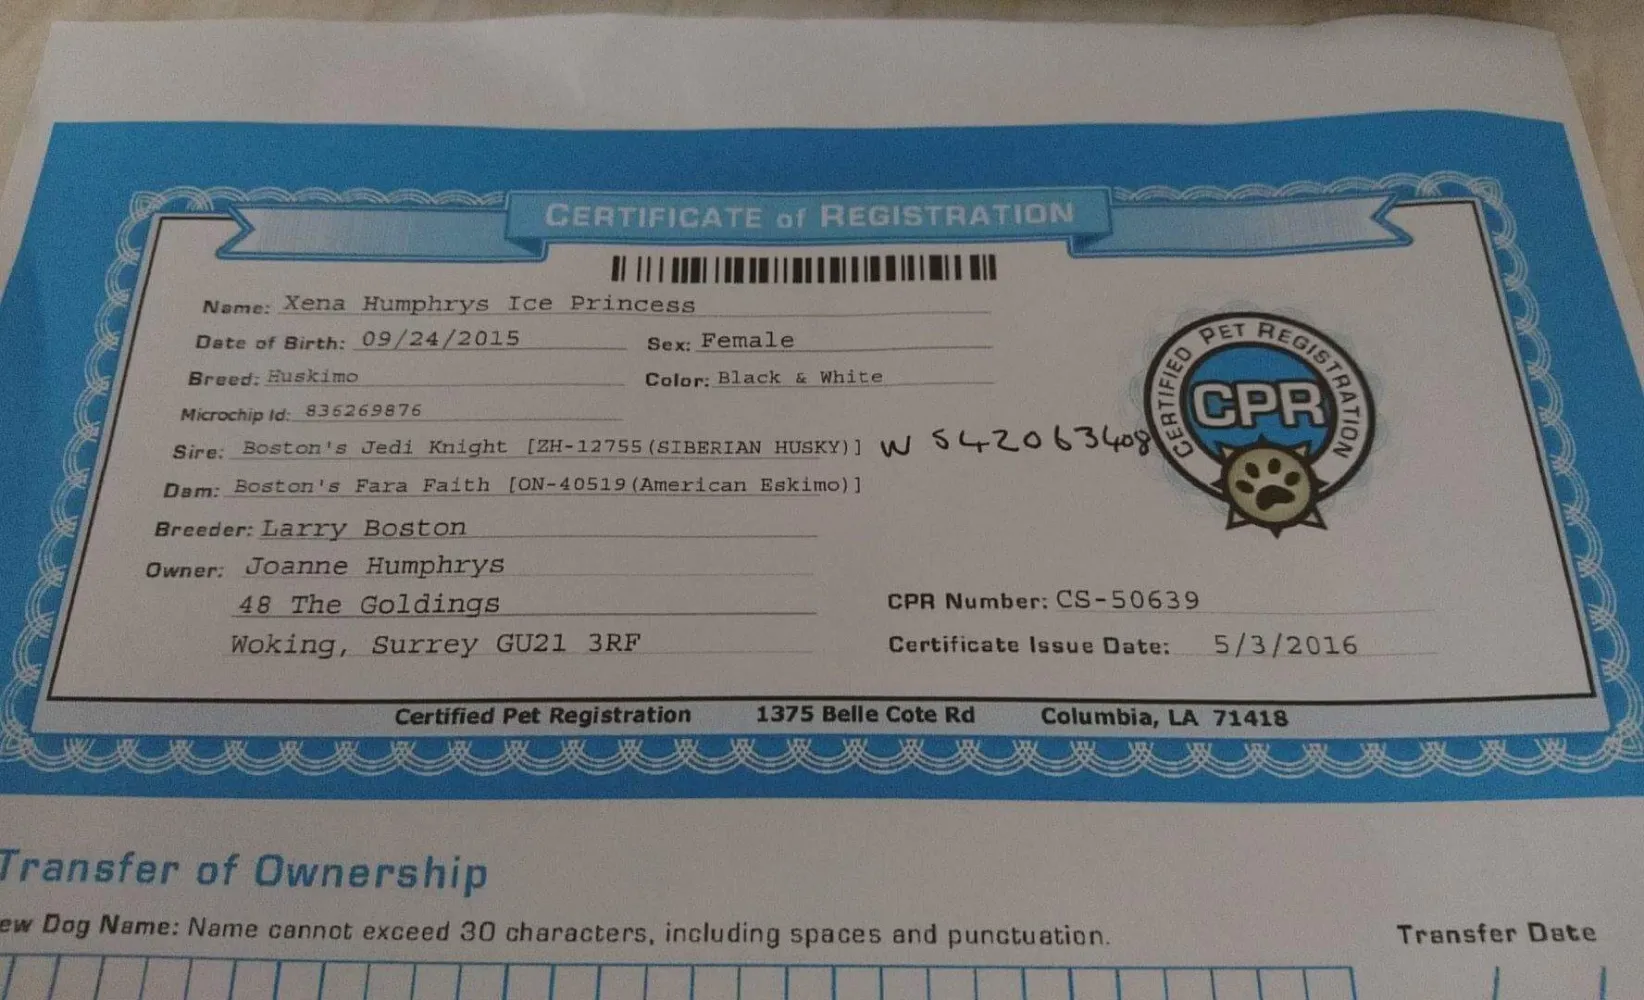 CERTIFICATE of REGISTRATION
Name: Xena Humphrys Ice Princess
Date of Birth: 09/24/2015 Sex: Female
Breed: Huskimo Color: Black & White
Microchip Id: 836269876
Sire: Boston's Jedi Knight [ZH-12755(SIBERIAN HUSKY)] W S42063408
Dam: Boston's Fara Faith [ON-40519(American Eskimo)]
Breeder: Larry Boston
Owner: Joanne Humphrys
48 The Goldings
Woking, Surrey GU21 3RF
CERTIFIED PET REGISTRATION
CPR
CPR Number: CS-50639
Certificate Issue Date: 5/3/2016
Certified Pet Registration 1375 Belle Cote Rd Columbia, LA 71418
Transfer of Ownership
ew Dog Name: Name cannot exceed 30 characters, including spaces and punctuation. Transfer Date